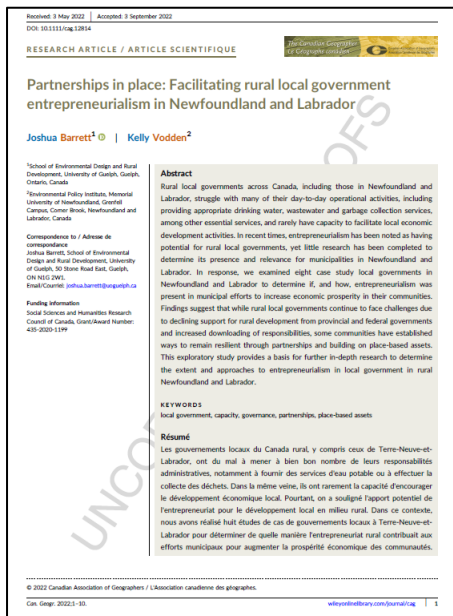 Received: 3 May 2022 | Accepted: 3 September 2022
DOI: 10.1111/cag.12814
RESEARCH ARTICLE / ARTICLE SCIENTIFIQUE
The Canadian Geographer
Le Géographe canadien
Partnerships in place: Facilitating rural local government
entrepreneurialism in Newfoundland and Labrador
Joshua Barrett1 | Kelly Vodden2
1School of Environmental Design and Rural
Development, University of Guelph, Guelph,
Ontario, Canada
2Environmental Policy Institute, Memorial
University of Newfoundland, Grenfell
Campus, Corner Brook, Newfoundland and
Labrador, Canada
Correspondence to / Adresse de
correspondance
Joshua Barrett, School of Environmental
Design and Rural Development, University
of Guelph, 50 Stone Road East, Guelph,
ON N1G 2W1.
Email/Courriel: joshua.barrett@uoguelph.ca
Funding information
Social Sciences and Humanities Research
Council of Canada, Grant/Award Number:
435-2020-1199
Abstract
Rural local governments across Canada, including those in Newfoundland and
Labrador, struggle with many of their day-to-day operational activities, including
providing appropriate drinking water, wastewater and garbage collection services,
among other essential services, and rarely have capacity to facilitate local economic
development activities. In recent times, entrepreneurialism has been noted as having
potential for rural local governments, yet little research has been completed to
determine its presence and relevance for municipalities in Newfoundland and
Labrador. In response, we examined eight case study local governments in
Newfoundland and Labrador to determine if, and how, entrepreneurialism was
present in municipal efforts to increase economic prosperity in their communities.
Findings suggest that while rural local governments continue to face challenges due
to declining support for rural development from provincial and federal governments
and increased downloading of responsibilities, some communities have established
ways to remain resilient through partnerships and building on place-based assets.
This exploratory study provides a basis for further in-depth research to determine
the extent and approaches to entrepreneurialism in local government in rural
Newfoundland and Labrador.
KEYWORDS
local government, capacity, governance, partnerships, place-based assets
Résumé
Les gouvernements locaux du Canada rural, y compris ceux de Terre-Neuve-et-
Labrador, ont du mal à mener à bien bon nombre de leurs responsabilités
administratives, notamment à fournir des services d'eau potable ou à effectuer la
collecte des déchets. Dans la même veine, ils ont rarement la capacité d'encourager
le développement économique local. Pourtant, on a souligné l'apport potentiel de
l'entrepreneuriat pour le développement local en milieu rural. Dans ce contexte,
nous avons réalisé huit études de cas de gouvernements locaux à Terre-Neuve-et-
Labrador pour déterminer de quelle manière l'entrepreneuriat rural contribuait aux
efforts municipaux pour augmenter la prospérité économique des communautés.
© 2022 Canadian Association of Geographers / L'Association canadienne des géographes.
Can. Geogr. 2022;1–10.
wileyonlinelibrary.com/journal/cag | 1